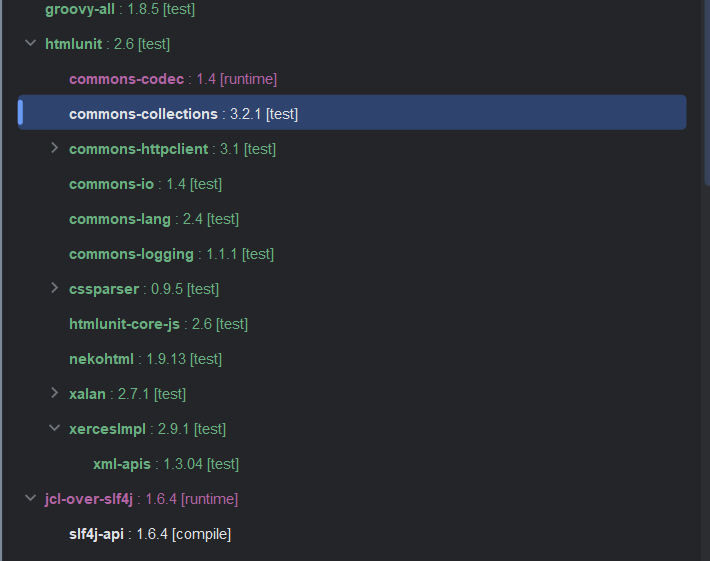 groovy-all : 1.8.5 [test]
htmlunit : 2.6 [test]
commons-codec : 1.4 [runtime]
commons-collections : 3.2.1 [test]
commons-httpclient : 3.1 [test]
commons-io : 1.4 [test]
commons-lang : 2.4 [test]
commons-logging : 1.1.1 [test]
cssparser : 0.9.5 [test]
htmlunit-core-js : 2.6 [test]
nekohtml : 1.9.13 [test]
xalan : 2.7.1 [test]
xercesImpl : 2.9.1 [test]
xml-apis : 1.3.04 [test]
jcl-over-slf4j : 1.6.4 [runtime]
slf4j-api : 1.6.4 [compile]